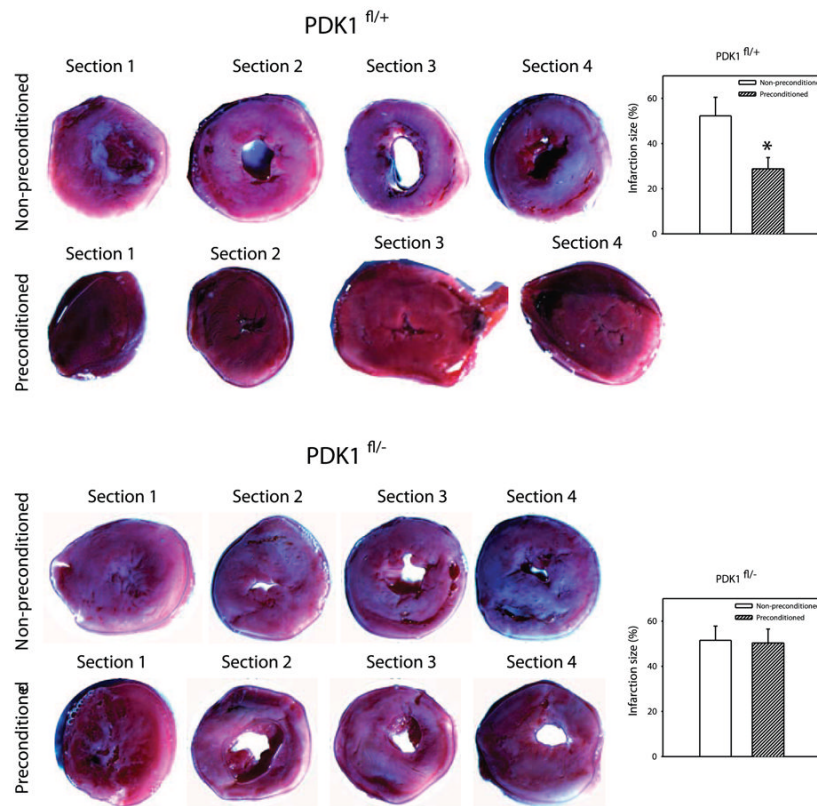 PDK1 fl/+
Non-preconditioned
Section 1 Section 2 Section 3 Section 4
Preconditioned
Section 1 Section 2 Section 3 Section 4
PDK1 fl/+
Non-preconditioned
Preconditioned
Infarction size (%)
60
40
20
0
*
PDK1 fl/-
Non-preconditioned
Section 1 Section 2 Section 3 Section 4
Preconditioned
Section 1 Section 2 Section 3 Section 4
PDK1 fl/-
Non-preconditioned
Preconditioned
Infarction size (%)
60
40
20
0